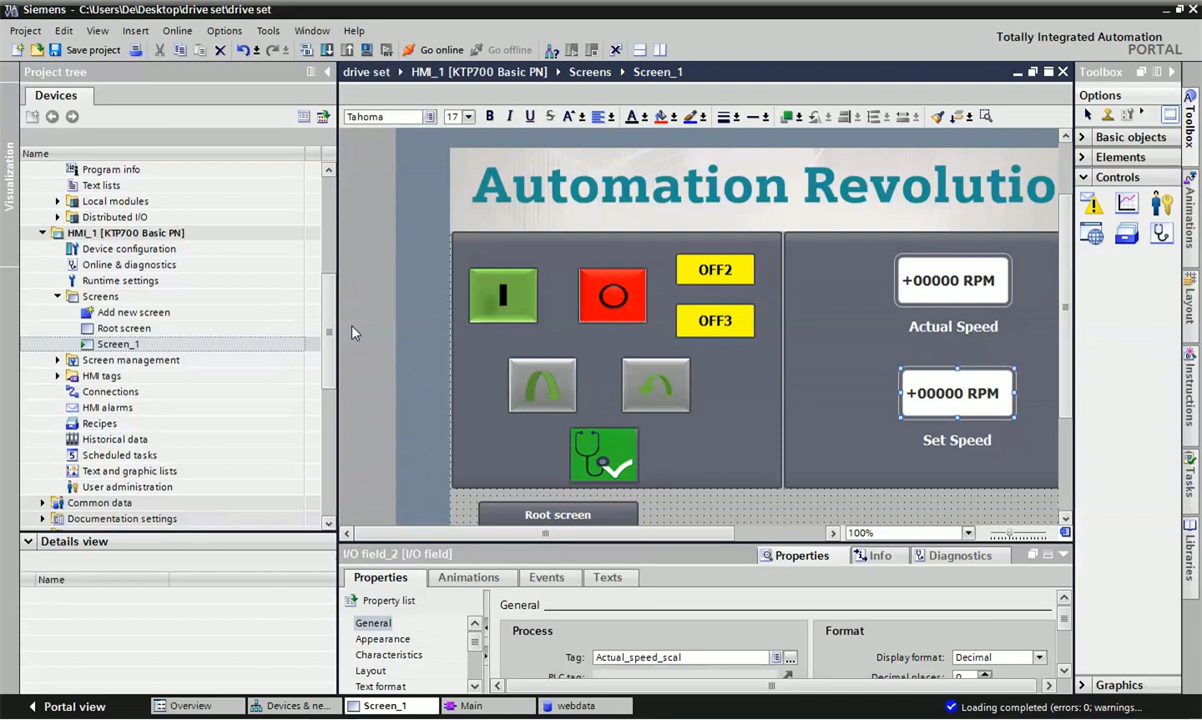 Siemens - C:\Users\De\Desktop\drive set\drive set
Project Edit View Insert Online Options Tools Window Help
Totally Integrated Automation
PORTAL
Save project Go online Go offline
Project tree
drive set HMI_1 [KTP700 Basic PN] Screens Screen_1
Toolbox
Devices
Options
Tahoma 17 B I U S A A
Name
Basic objects
Elements
Controls
Program info
Text lists
Local modules
Distributed I/O
HMI_1 [KTP700 Basic PN]
Device configuration
Online & diagnostics
Runtime settings
Screens
Add new screen
Root screen
Screen_1
Screen management
HMI tags
Connections
HMI alarms
Recipes
Historical data
Scheduled tasks
Text and graphic lists
User administration
Common data
Documentation settings
Visualization
Automation Revolutio
OFF2
OFF3
+00000 RPM
Actual Speed
+00000 RPM
Set Speed
Root screen
100%
Toolbox
Animations
Layout
Instructions
Tasks
Libraries
Details view
Name
I/O field_2 [I/O field]
Properties Info Diagnostics
Properties Animations Events Texts
Property list
General
Appearance
Characteristics
Layout
Text format
General
Process
Tag: Actual_speed_scal
PLC tag:
Format
Display format: Decimal
Decimal places: 0
Graphics
Portal view Overview Devices & ne... Screen_1 Main webdata
Loading completed (errors: 0; warnings...